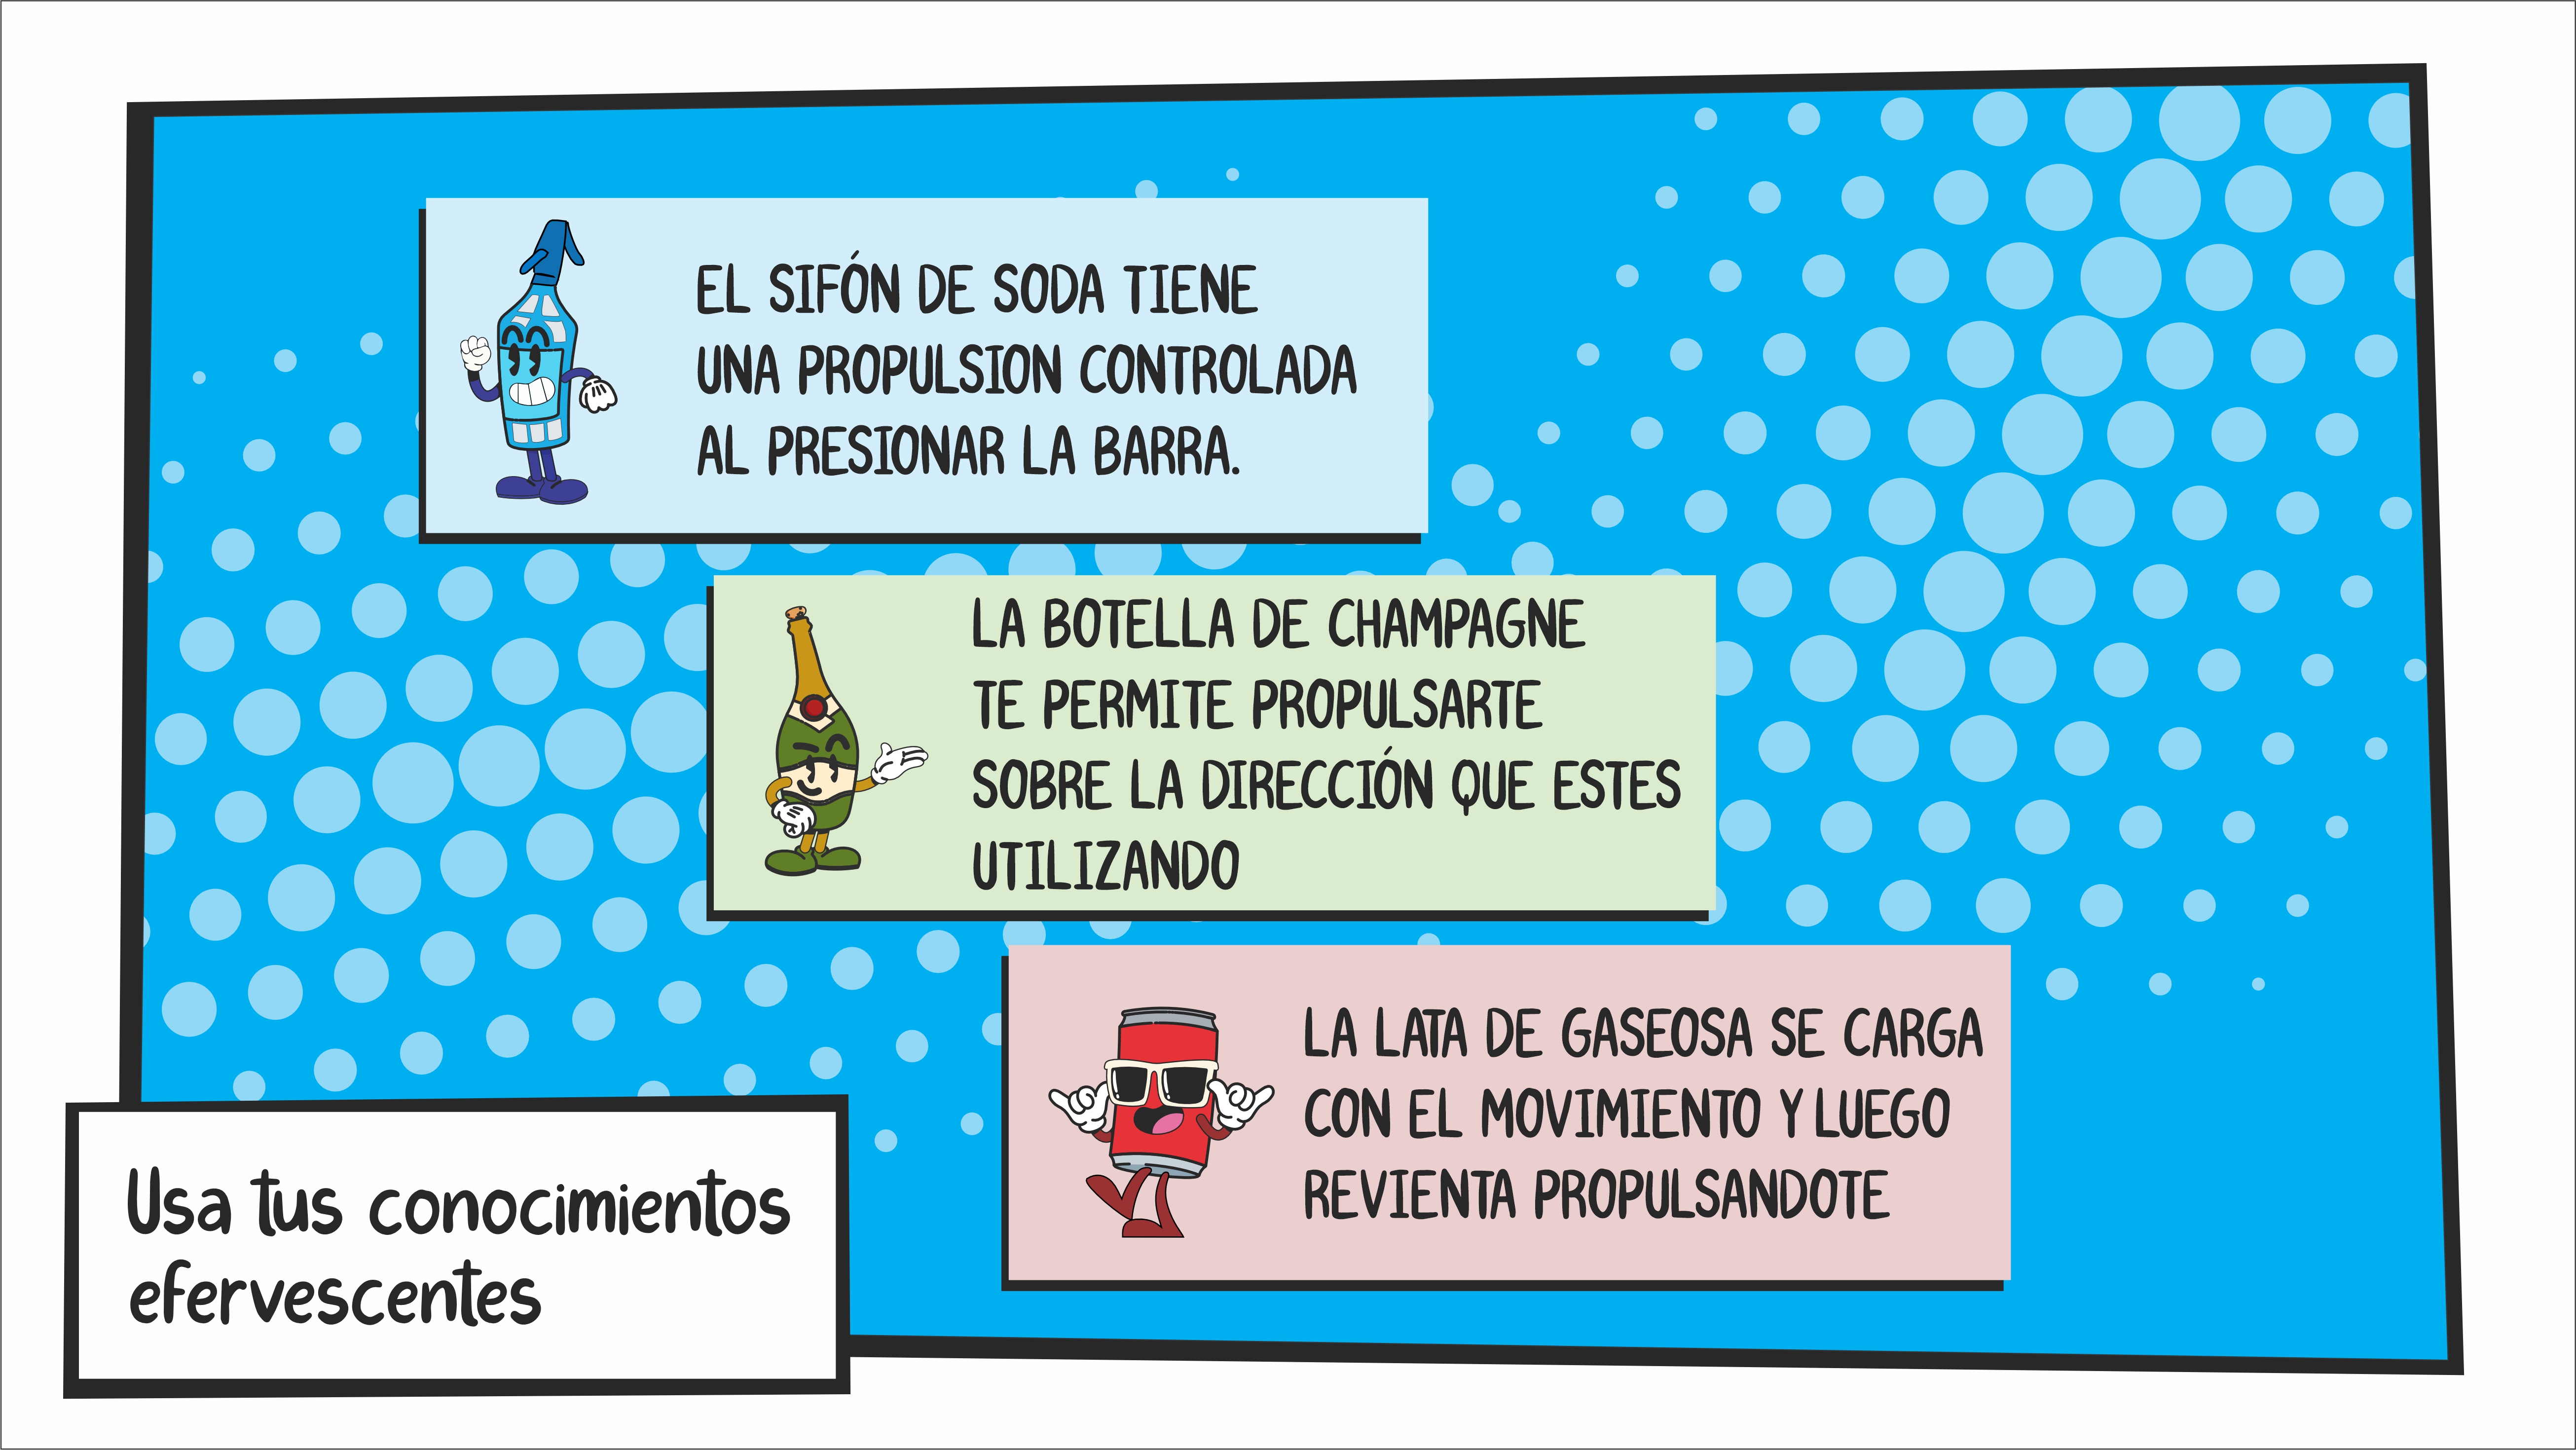 EL SIFÓN DE SODA TIENE
UNA PROPULSION CONTROLADA
AL PRESIONAR LA BARRA.
LA BOTELLA DE CHAMPAGNE
TE PERMITE PROPULSARTE
SOBRE LA DIRECCIÓN QUE ESTES
UTILIZANDO
LA LATA DE GASEOSA SE CARGA
CON EL MOVIMIENTO Y LUEGO
REVIENTA PROPULSANDOTE
Usa tus conocimientos
efervescentes